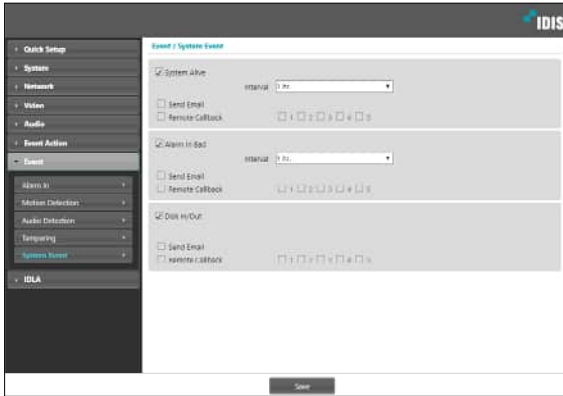 IDIS
Quick Setup
System
Network
Video
Audio
Event Action
Event
Alarm In
Motion Detection
Audio Detection
Tampering
System Event
IDLA
Event / System Event
System Alive
Interval 1 Hr.
Send Email
Remote Callback 1 2 3 4 5
Alarm In Bad
Interval 1 Hr.
Send Email
Remote Callback 1 2 3 4 5
Disk In/Out
Send Email
Remote Callback 1 2 3 4 5
Save